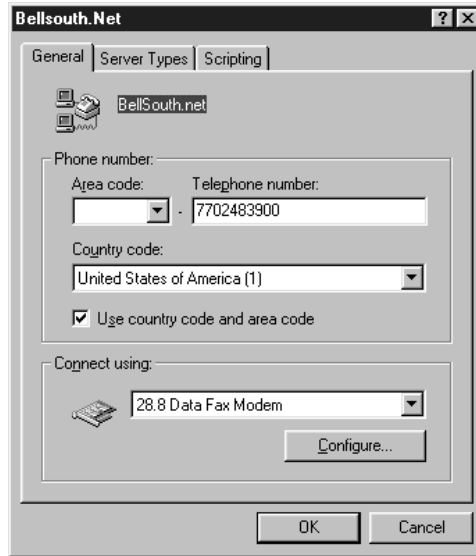 Bellsouth.Net
General Server Types Scripting
BellSouth.net
Phone number:
Area code: Telephone number:
- 7702483900
Country code:
United States of America (1)
Use country code and area code
Connect using:
28.8 Data Fax Modem
Configure...
OK Cancel